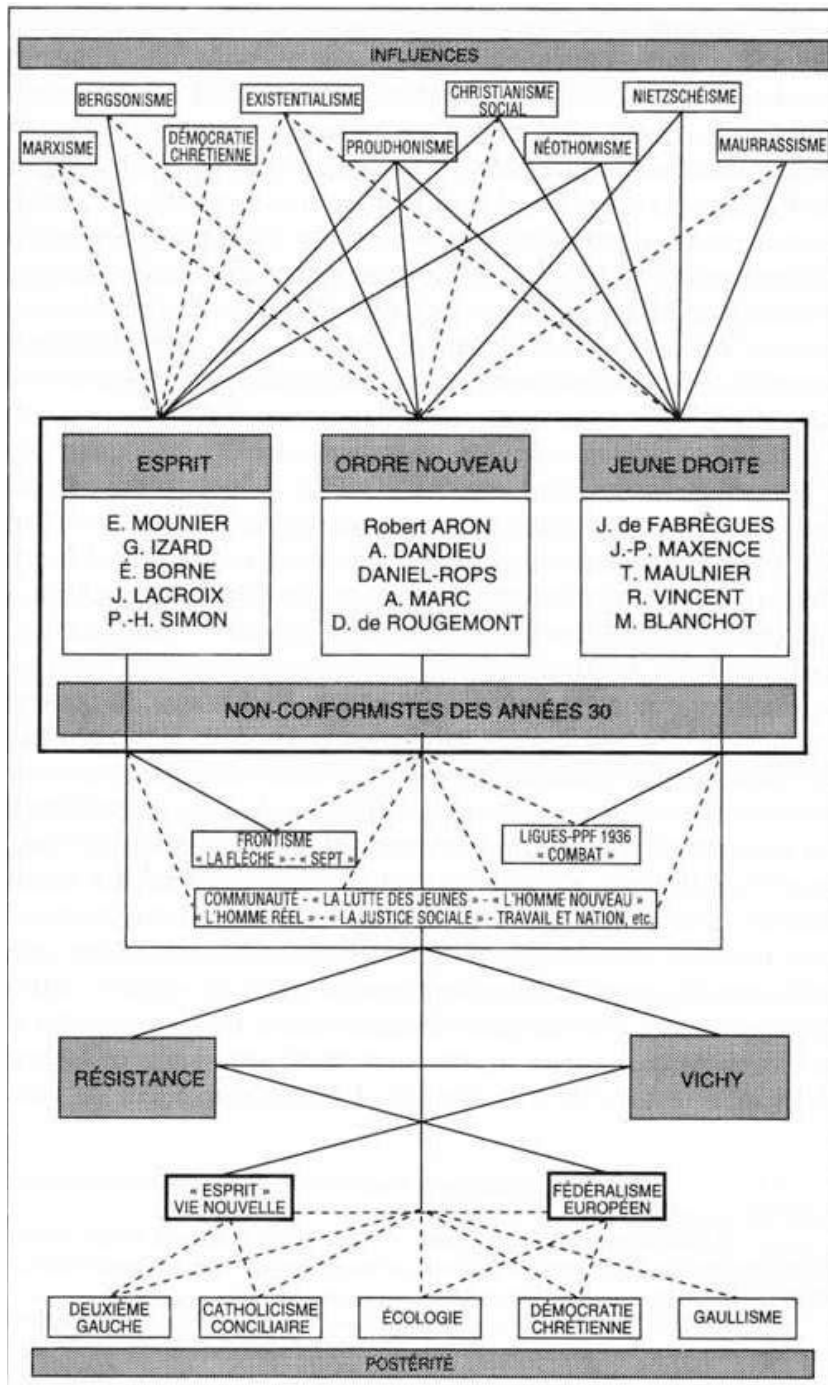 INFLUENCES
BERGSONISME
EXISTENTIALISME
CHRISTIANISME
SOCIAL
NIETZSCHÉISME
MARXISME
DÉMOCRATIE
CHRÉTIENNE
PROUDHONISME
NÉOTHOMISME
MAURRASSISME
ESPRIT
E. MOUNIER
G. IZARD
É. BORNE
J. LACROIX
P.-H. SIMON
ORDRE NOUVEAU
Robert ARON
A. DANDIEU
DANIEL-ROPS
A. MARC
D. de ROUGEMONT
JEUNE DROITE
J. de FABRÈGUES
J.-P. MAXENCE
T. MAULNIER
R. VINCENT
M. BLANCHOT
NON-CONFORMISTES DES ANNÉES 30
FRONTISME
« LA FLÈCHE » - « SEPT »
LIGUES-PPF 1936
- « COMBAT »
COMMUNAUTÉ - « LA LUTTE DES JEUNES » - « L'HOMME NOUVEAU »
« L'HOMME RÉEL » - « LA JUSTICE SOCIALE » - TRAVAIL ET NATION, etc.
RÉSISTANCE
VICHY
« ESPRIT »
VIE NOUVELLE
FÉDÉRALISME
EUROPÉEN
DEUXIÈME
GAUCHE
CATHOLICISME
CONCILIAIRE
ÉCOLOGIE
DÉMOCRATIE
CHRÉTIENNE
GAULLISME
POSTÉRITÉ